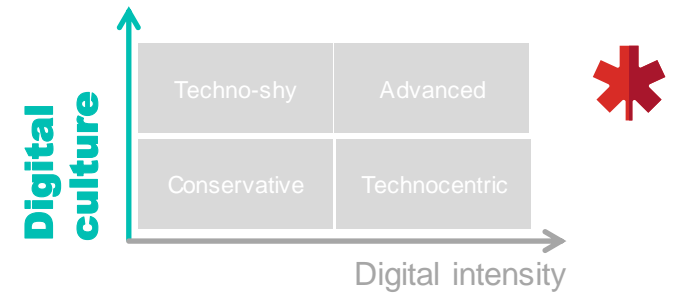 Digital
culture
Techno-shy
Advanced
Conservative
Technocentric
Digital intensity